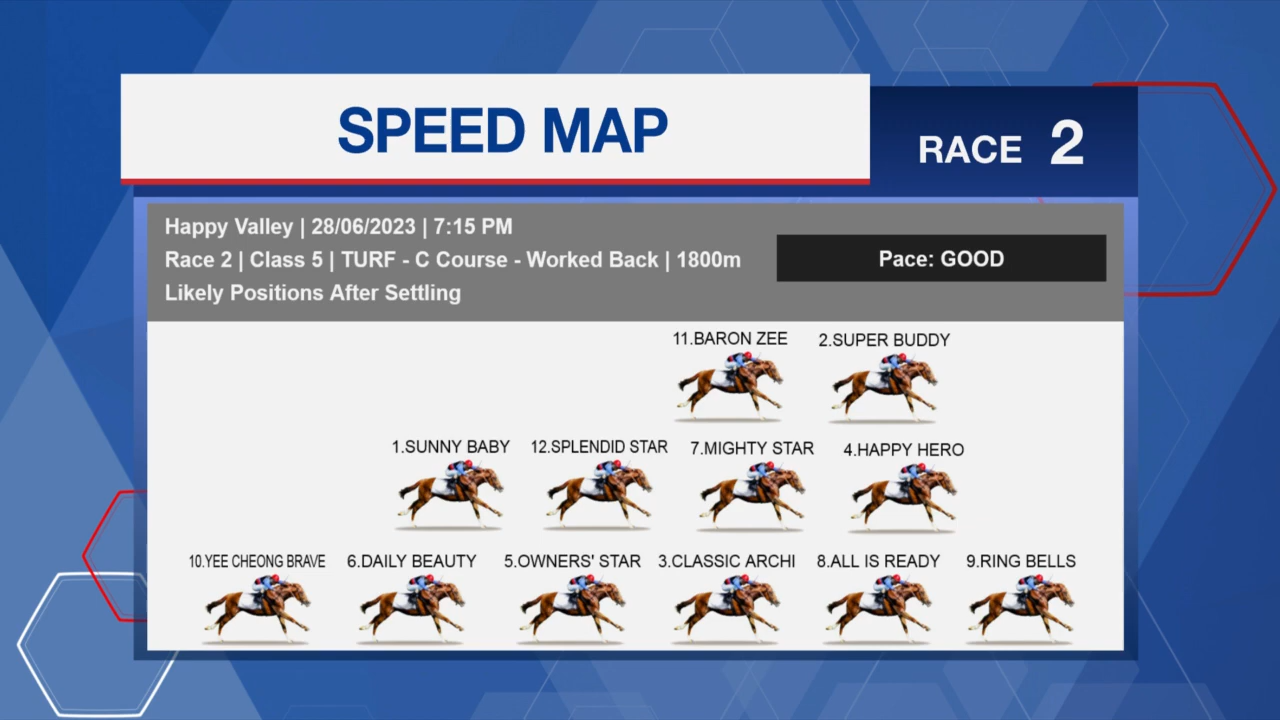 SPEED MAP
RACE 2
Happy Valley | 28/06/2023 | 7:15 PM
Race 2 | Class 5 | TURF - C Course - Worked Back | 1800m
Pace: GOOD
Likely Positions After Settling
11.BARON ZEE 2.SUPER BUDDY
1.SUNNY BABY 12.SPLENDID STAR 7.MIGHTY STAR 4.HAPPY HERO
10.YEE CHEONG BRAVE 6.DAILY BEAUTY 5.OWNERS' STAR 3.CLASSIC ARCHI 8.ALL IS READY 9.RING BELLS